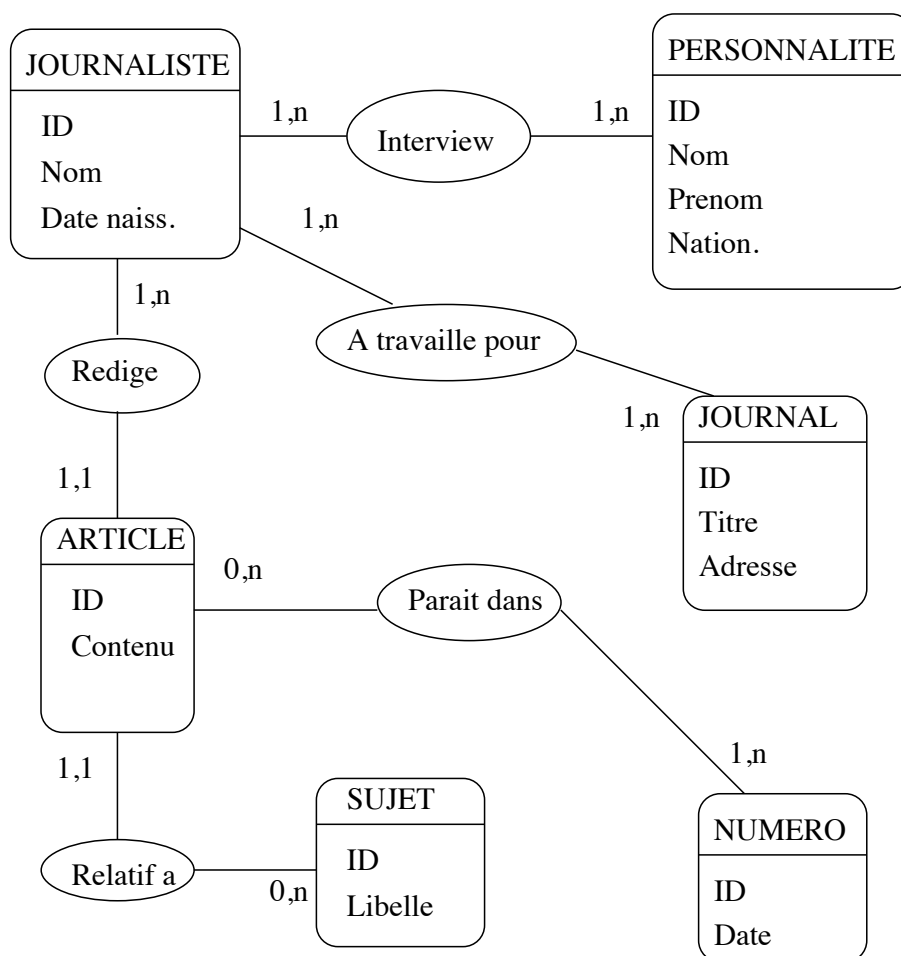 JOURNALISTE
ID
Nom
Date naiss.
1,n
Interview
1,n
PERSONNALITE
ID
Nom
Prenom
Nation.
1,n
A travaille pour
1,n
JOURNAL
ID
Titre
Adresse
1,n
Redige
1,1
ARTICLE
ID
Contenu
0,n
Parait dans
1,n
NUMERO
ID
Date
1,1
Relatif a
0,n
SUJET
ID
Libelle